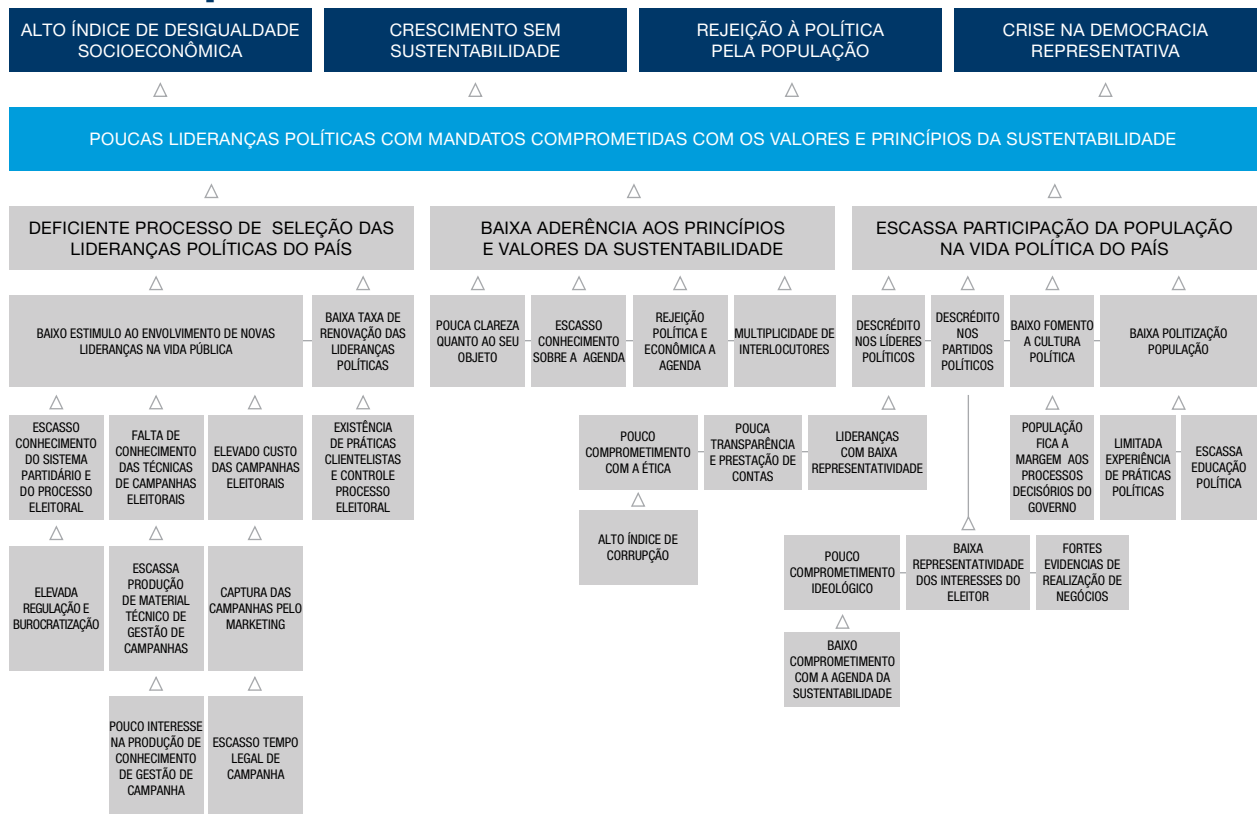 ALTO ÍNDICE DE DESIGUALDADE
SOCIOECONÔMICA
CRESCIMENTO SEM
SUSTENTABILIDADE
REJEIÇÃO À POLÍTICA
PELA POPULAÇÃO
CRISE NA DEMOCRACIA
REPRESENTATIVA
POUCAS LIDERANÇAS POLÍTICAS COM MANDATOS COMPROMETIDAS COM OS VALORES E PRINCÍPIOS DA SUSTENTABILIDADE
DEFICIENTE PROCESSO DE SELEÇÃO DAS
LIDERANÇAS POLÍTICAS DO PAÍS
BAIXA ADERÊNCIA AOS PRINCÍPIOS
E VALORES DA SUSTENTABILIDADE
ESCASSA PARTICIPAÇÃO DA POPULAÇÃO
NA VIDA POLÍTICA DO PAÍS
BAIXO ESTIMULO AO ENVOLVIMENTO DE NOVAS
LIDERANÇAS NA VIDA PÚBLICA
BAIXA TAXA DE
RENOVAÇÃO DAS
LIDERANÇAS
POLÍTICAS
POUCA CLAREZA
QUANTO AO SEU
OBJETO
ESCASSO
CONHECIMENTO
SOBRE A AGENDA
REJEIÇÃO
POLÍTICA E
ECONÔMICA A
AGENDA
MULTIPLICIDADE DE
INTERLOCUTORES
DESCRÉDITO
NOS LÍDERES
POLÍTICOS
DESCRÉDITO
NOS
PARTIDOS
POLÍTICOS
BAIXO FOMENTO
A CULTURA
POLÍTICA
BAIXA POLITIZAÇÃO
POPULAÇÃO
ESCASSO
CONHECIMENTO
DO SISTEMA
PARTIDÁRIO E
DO PROCESSO
ELEITORAL
FALTA DE
CONHECIMENTO
DAS TÉCNICAS
DE CAMPANHAS
ELEITORAIS
ELEVADO CUSTO
DAS CAMPANHAS
ELEITORAIS
EXISTÊNCIA
DE PRÁTICAS
CLIENTELISTAS
E CONTROLE
PROCESSO
ELEITORAL
POUCO
COMPROMETIMENTO
COM A ÉTICA
POUCA
TRANSPARÊNCIA
E PRESTAÇÃO DE
CONTAS
LIDERANÇAS
COM BAIXA
REPRESENTATIVIDADE
POPULAÇÃO
FICA A
MARGEM AOS
PROCESSOS
DECISÓRIOS DO
GOVERNO
LIMITADA
EXPERIÊNCIA
DE PRÁTICAS
POLÍTICAS
ESCASSA
EDUCAÇÃO
POLÍTICA
ELEVADA
REGULAÇÃO E
BUROCRATIZAÇÃO
ESCASSA
PRODUÇÃO
DE MATERIAL
TÉCNICO DE
GESTÃO DE
CAMPANHAS
CAPTURA DAS
CAMPANHAS PELO
MARKETING
ALTO ÍNDICE DE
CORRUPÇÃO
POUCO
COMPROMETIMENTO
IDEOLÓGICO
BAIXA
REPRESENTATIVIDADE
DOS INTERESSES DO
ELEITOR
FORTES
EVIDENCIAS DE
REALIZAÇÃO DE
NEGÓCIOS
BAIXO
COMPROMETIMENTO
COM A AGENDA DA
SUSTENTABILIDADE
POUCO INTERESSE
NA PRODUÇÃO DE
CONHECIMENTO
DE GESTÃO DE
CAMPANHA
ESCASSO TEMPO
LEGAL DE
CAMPANHA